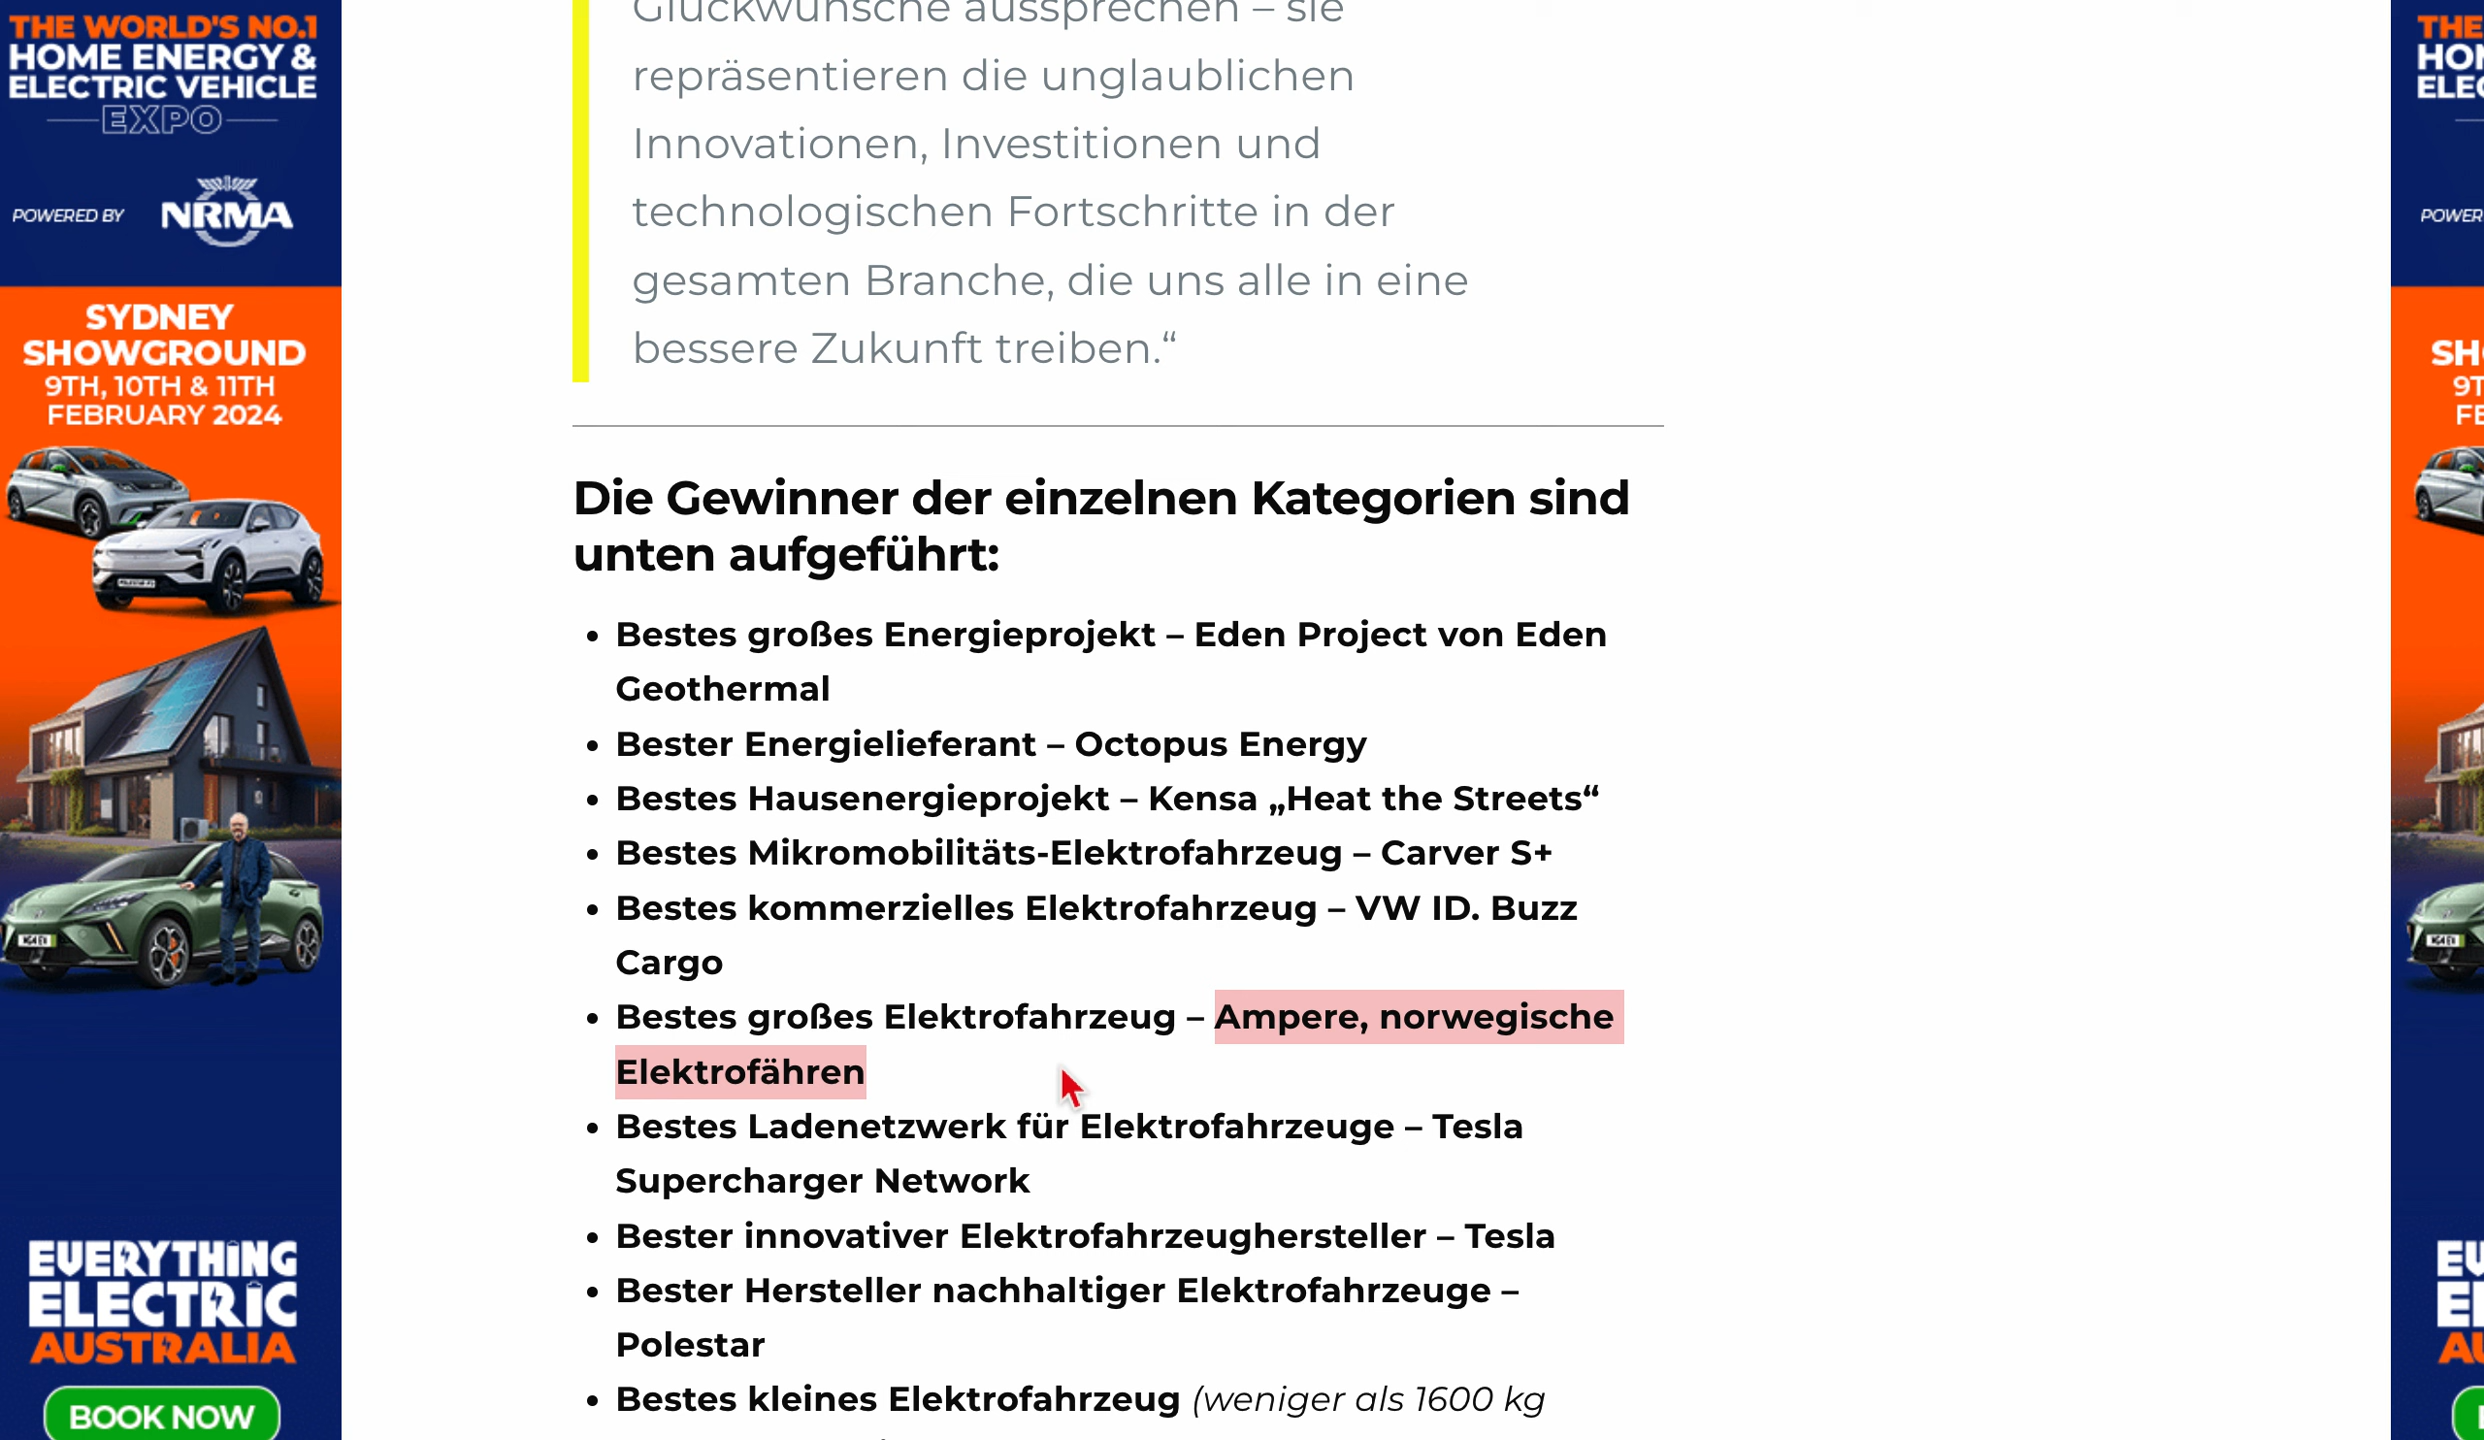 THE WORLD'S NO.1
HOME ENERGY &
ELECTRIC VEHICLE
EXPO
POWERED BY NRMA
SYDNEY
SHOWGROUND
9TH, 10TH & 11TH
FEBRUARY 2024
EVERYTHING
ELECTRIC
AUSTRALIA
BOOK NOW
Glückwünsche aussprechen – sie
repräsentieren die unglaublichen
Innovationen, Investitionen und
technologischen Fortschritte in der
gesamten Branche, die uns alle in eine
bessere Zukunft treiben.“
Die Gewinner der einzelnen Kategorien sind
unten aufgeführt:
• Bestes großes Energieprojekt – Eden Project von Eden
Geothermal
• Bester Energielieferant – Octopus Energy
• Bestes Hausenergieprojekt – Kensa „Heat the Streets“
• Bestes Mikromobilitäts-Elektrofahrzeug – Carver S+
• Bestes kommerzielles Elektrofahrzeug – VW ID. Buzz
Cargo
• Bestes großes Elektrofahrzeug – Ampere, norwegische
Elektrofähren
• Bestes Ladenetzwerk für Elektrofahrzeuge – Tesla
Supercharger Network
• Bester innovativer Elektrofahrzeughersteller – Tesla
• Bester Hersteller nachhaltiger Elektrofahrzeuge –
Polestar
• Bestes kleines Elektrofahrzeug (weniger als 1600 kg
THE